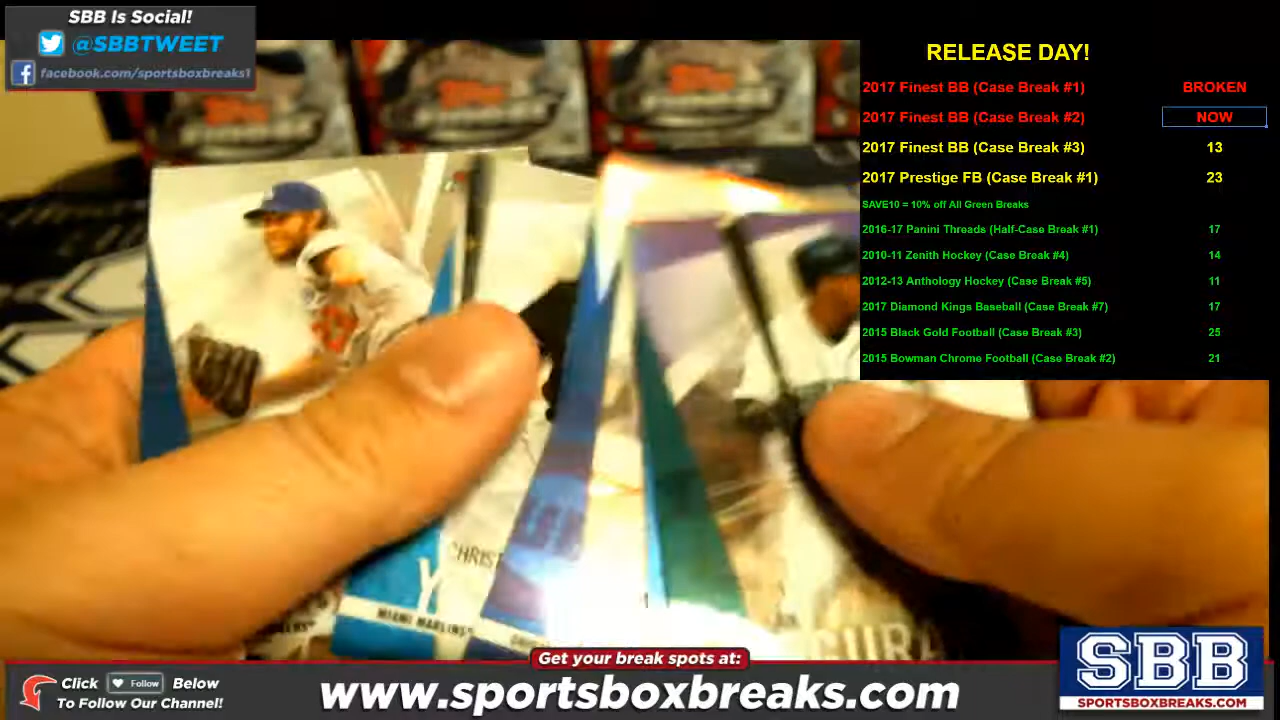 SBB Is Social!
@SBBTWEET
facebook.com/sportsboxbreaks1
RELEASE DAY!
2017 Finest BB (Case Break #1) BROKEN
2017 Finest BB (Case Break #2) NOW
2017 Finest BB (Case Break #3) 13
2017 Prestige FB (Case Break #1) 23
SAVE10 = 10% off All Green Breaks
2016-17 Panini Threads (Half-Case Break #1) 17
2010-11 Zenith Hockey (Case Break #4) 14
2012-13 Anthology Hockey (Case Break #5) 11
2017 Diamond Kings Baseball (Case Break #7) 17
2015 Black Gold Football (Case Break #3) 25
2015 Bowman Chrome Football (Case Break #2) 21
CHRIST
Y
MIAMI MARLINS
Get your break spots at:
Click Follow Below
To Follow Our Channel!
www.sportsboxbreaks.com
SBB
SPORTSBOXBREAKS.COM